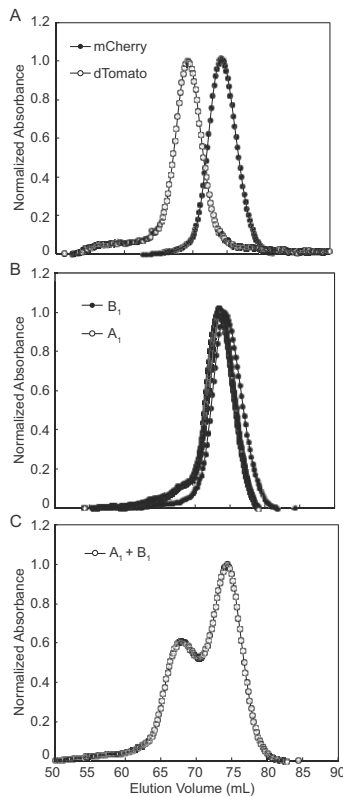 A
1.2
1.0
0.8
0.6
0.4
0.2
0
Normalized Absorbance
mCherry
dTomato
B
1.2
1.0
0.8
0.6
0.4
0.2
0
Normalized Absorbance
B₁
A₁
C
1.2
1.0
0.8
0.6
0.4
0.2
0
Normalized Absorbance
A₁ + B₁
50 55 60 65 70 75 80 85 90
Elution Volume (mL)